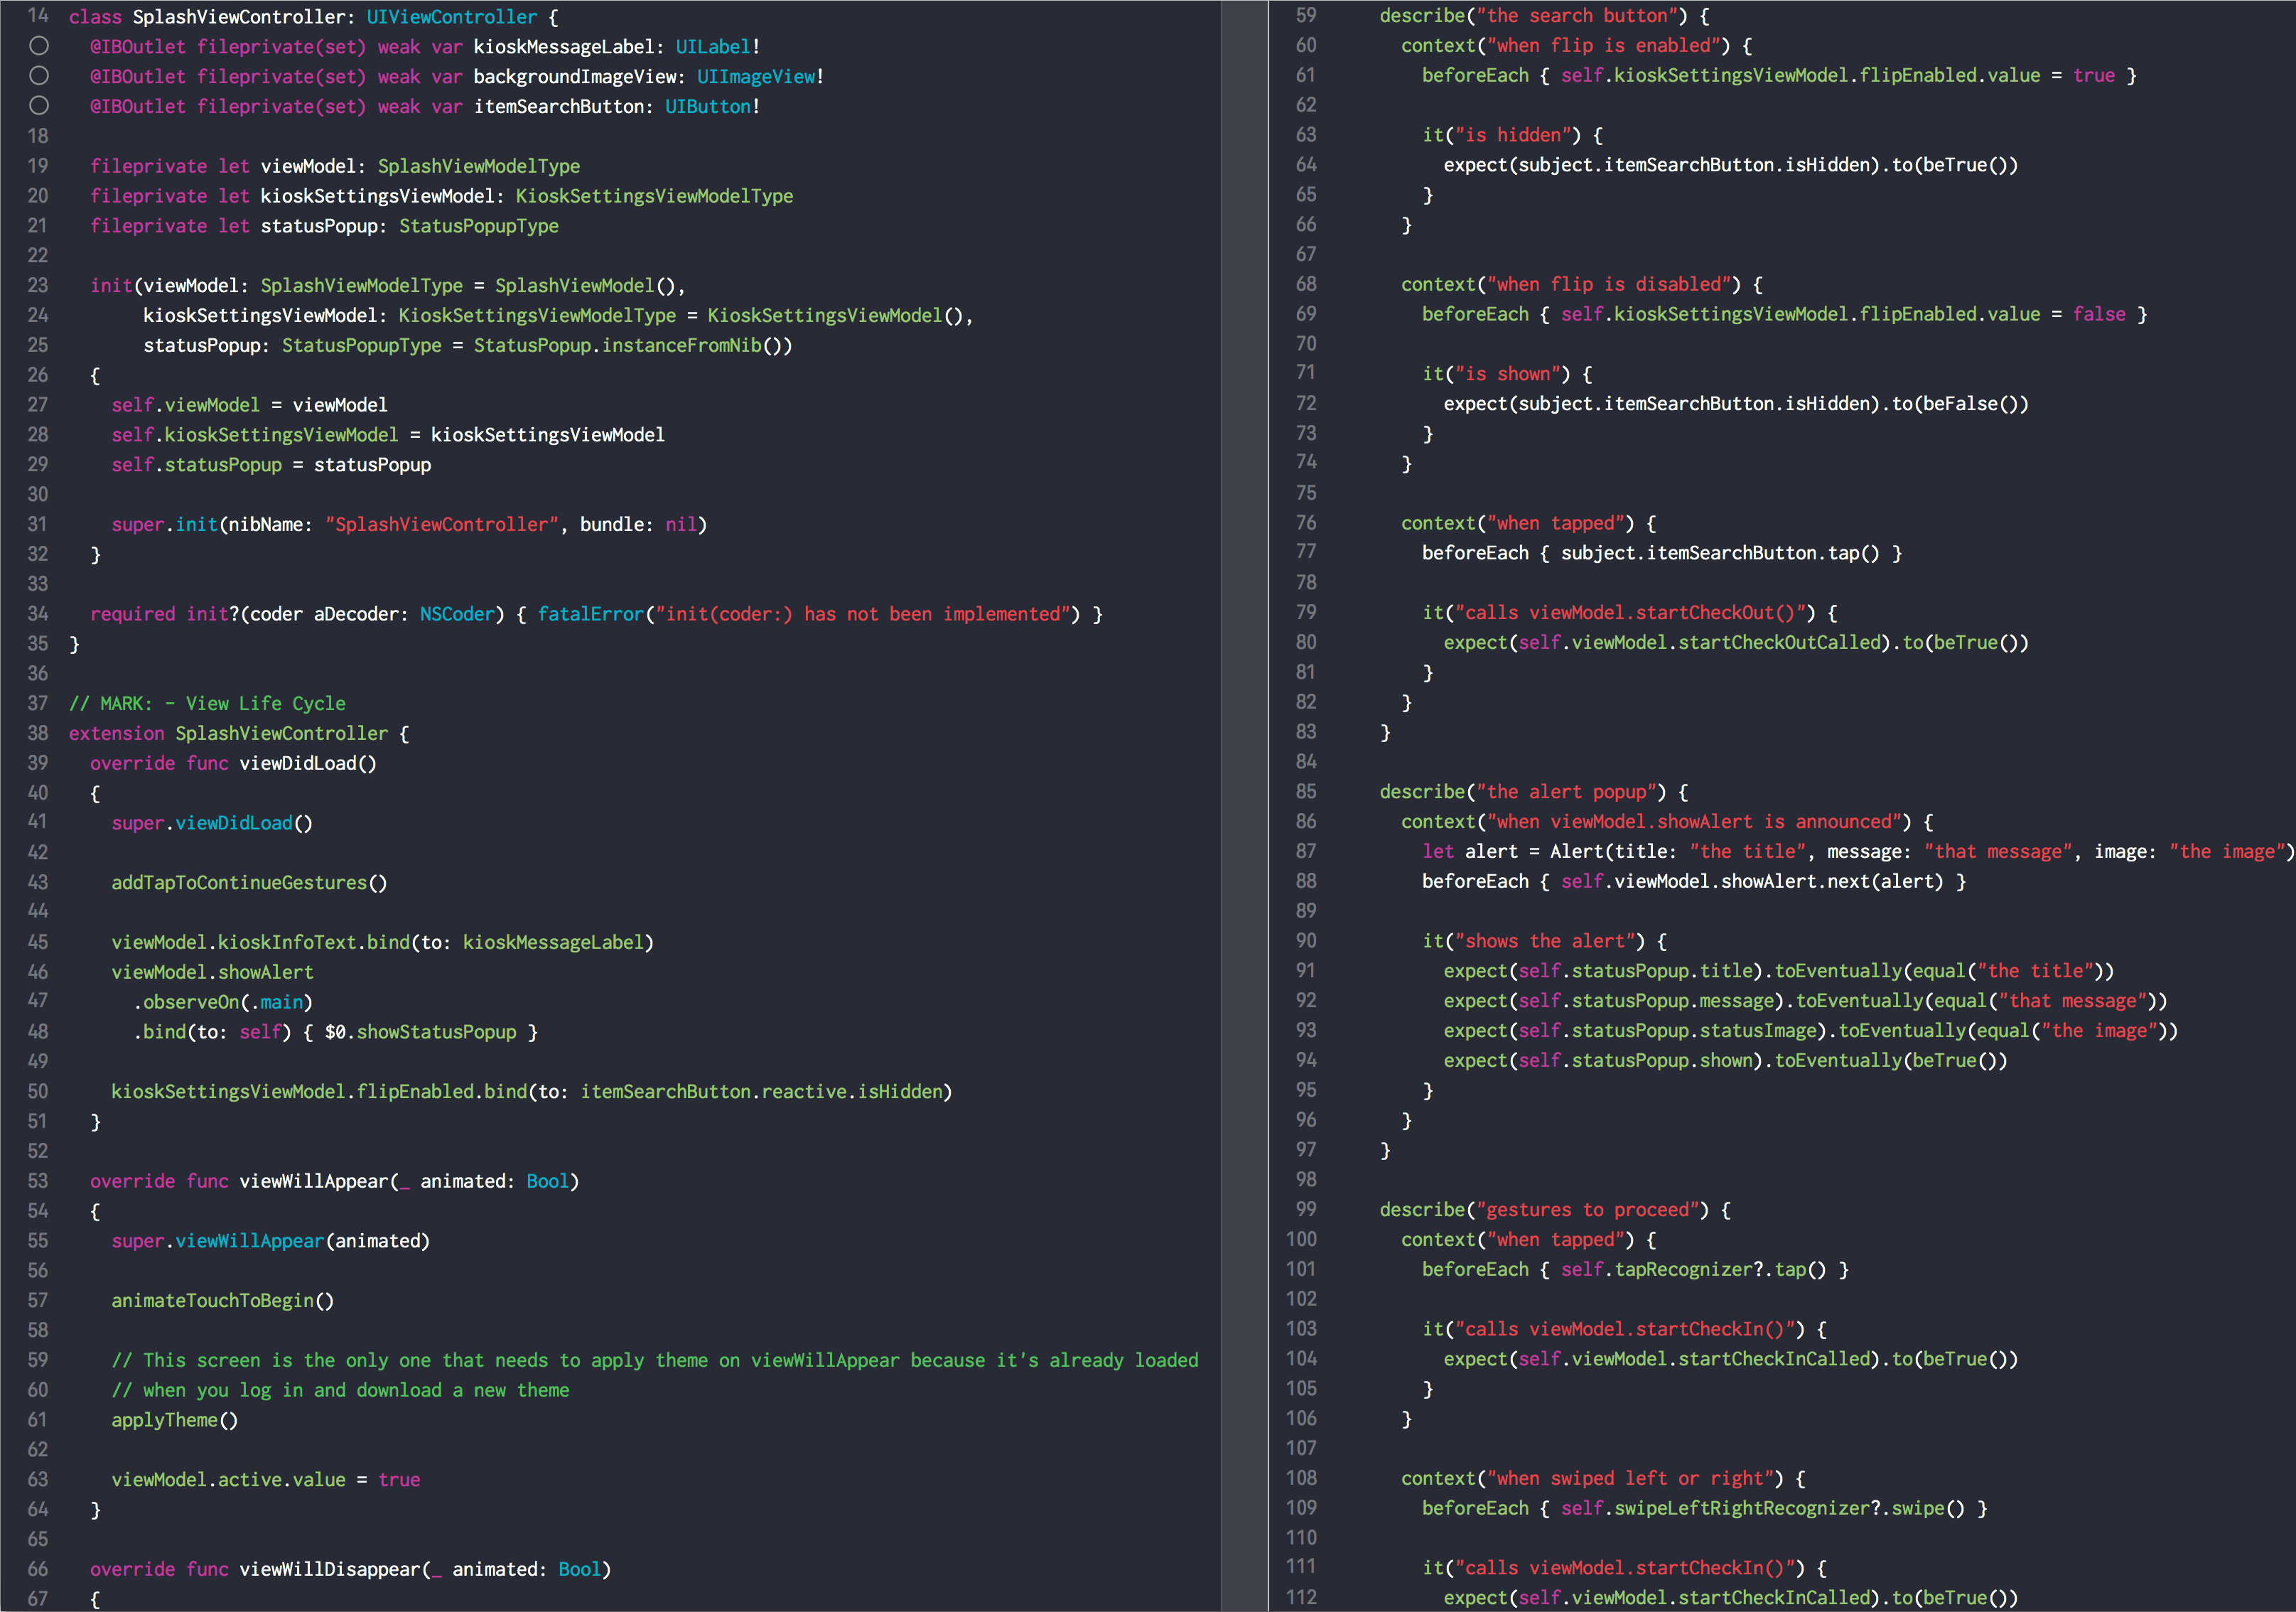 14 class SplashViewController: UIViewController {
@IBOutlet fileprivate(set) weak var kioskMessageLabel: UILabel!
@IBOutlet fileprivate(set) weak var backgroundImageView: UIImageView!
@IBOutlet fileprivate(set) weak var itemSearchButton: UIButton!
18
19 fileprivate let viewModel: SplashViewModelType
20 fileprivate let kioskSettingsViewModel: KioskSettingsViewModelType
21 fileprivate let statusPopup: StatusPopupType
22
23 init(viewModel: SplashViewModelType = SplashViewModel(),
24 kioskSettingsViewModel: KioskSettingsViewModelType = KioskSettingsViewModel(),
25 statusPopup: StatusPopupType = StatusPopup.instanceFromNib())
26 {
27 self.viewModel = viewModel
28 self.kioskSettingsViewModel = kioskSettingsViewModel
29 self.statusPopup = statusPopup
30
31 super.init(nibName: "SplashViewController", bundle: nil)
32 }
33
34 required init?(coder aDecoder: NSCoder) { fatalError("init(coder:) has not been implemented") }
35 }
36
37 // MARK: - View Life Cycle
38 extension SplashViewController {
39 override func viewDidLoad()
40 {
41 super.viewDidLoad()
42
43 addTapToContinueGestures()
44
45 viewModel.kioskInfoText.bind(to: kioskMessageLabel)
46 viewModel.showAlert
47 .observeOn(.main)
48 .bind(to: self) { $0.showStatusPopup }
49
50 kioskSettingsViewModel.flipEnabled.bind(to: itemSearchButton.reactive.isHidden)
51 }
52
53 override func viewWillAppear(_ animated: Bool)
54 {
55 super.viewWillAppear(animated)
56
57 animateTouchToBegin()
58
59 // This screen is the only one that needs to apply theme on viewWillAppear because it's already loaded
60 // when you log in and download a new theme
61 applyTheme()
62
63 viewModel.active.value = true
64 }
65
66 override func viewWillDisappear(_ animated: Bool)
67 {
59 describe("the search button") {
60 context("when flip is enabled") {
61 beforeEach { self.kioskSettingsViewModel.flipEnabled.value = true }
62
63 it("is hidden") {
64 expect(subject.itemSearchButton.isHidden).to(beTrue())
65 }
66 }
67
68 context("when flip is disabled") {
69 beforeEach { self.kioskSettingsViewModel.flipEnabled.value = false }
70
71 it("is shown") {
72 expect(subject.itemSearchButton.isHidden).to(beFalse())
73 }
74 }
75
76 context("when tapped") {
77 beforeEach { subject.itemSearchButton.tap() }
78
79 it("calls viewModel.startCheckOut()") {
80 expect(self.viewModel.startCheckOutCalled).to(beTrue())
81 }
82 }
83 }
84
85 describe("the alert popup") {
86 context("when viewModel.showAlert is announced") {
87 let alert = Alert(title: "the title", message: "that message", image: "the image")
88 beforeEach { self.viewModel.showAlert.next(alert) }
89
90 it("shows the alert") {
91 expect(self.statusPopup.title).toEventually(equal("the title"))
92 expect(self.statusPopup.message).toEventually(equal("that message"))
93 expect(self.statusPopup.statusImage).toEventually(equal("the image"))
94 expect(self.statusPopup.shown).toEventually(beTrue())
95 }
96 }
97 }
98
99 describe("gestures to proceed") {
100 context("when tapped") {
101 beforeEach { self.tapRecognizer?.tap() }
102
103 it("calls viewModel.startCheckIn()") {
104 expect(self.viewModel.startCheckInCalled).to(beTrue())
105 }
106 }
107
108 context("when swiped left or right") {
109 beforeEach { self.swipeLeftRightRecognizer?.swipe() }
110
111 it("calls viewModel.startCheckIn()") {
112 expect(self.viewModel.startCheckInCalled).to(beTrue())